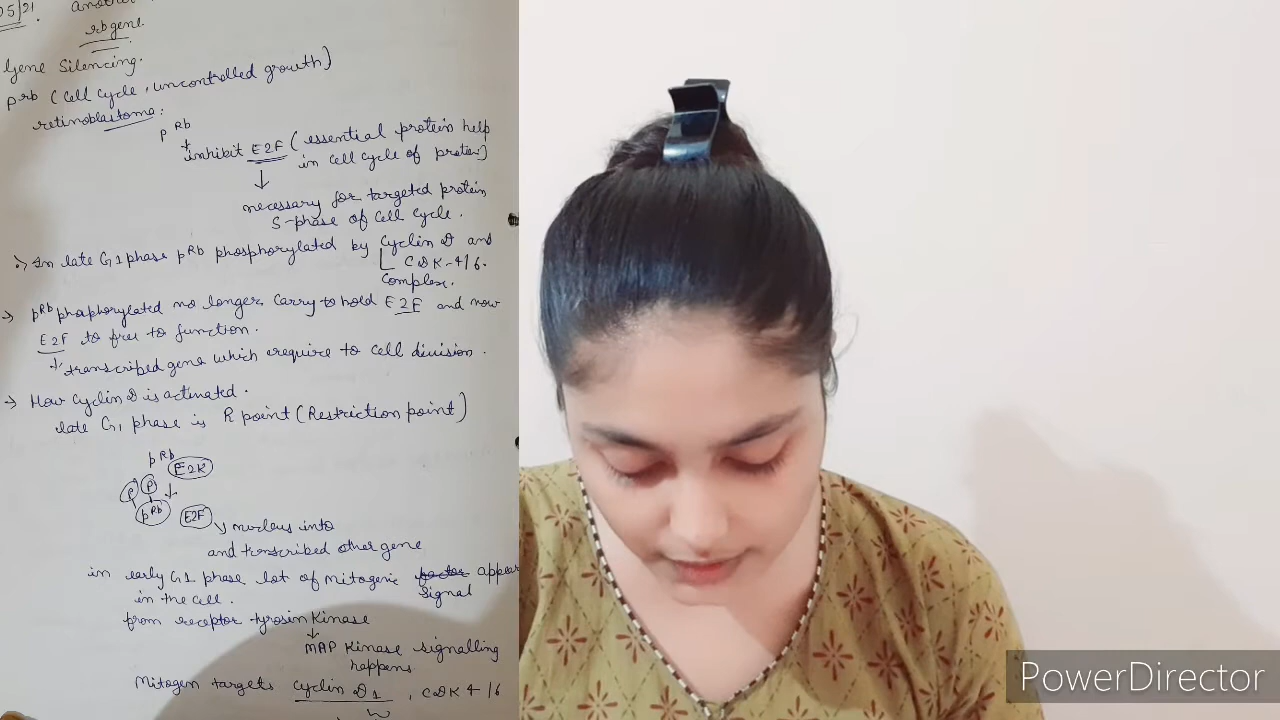 05/21. Another
rbgene.
Gene Silencing.
pRb (Cell cycle, uncontrolled growth)
retinoblastoma:
pRb
inhibit E2F (essential protein help
in cell cycle of protein)
necessary for targeted protein
S-phase of cell cycle.
In late G1 phase pRb phosphorylated by Cyclin D and
CDK-4/6.
Complex.
→ pRb phosphorylated no longer carry to hold E2F and now
E2F to free to function.
transcribed gene which require to cell division.
→ How cyclin D is activated.
late G1 phase is R point (Restriction point)
pRb
E2F
P P
pRb E2F
nucleus into
and transcribed other gene
in early G1 phase lot of mitogenic appear
signal
in the cell.
from receptor tyrosin Kinase
MAP Kinase signalling
happens
Mitogen targets cyclin D1, CDK4/6
PowerDirector